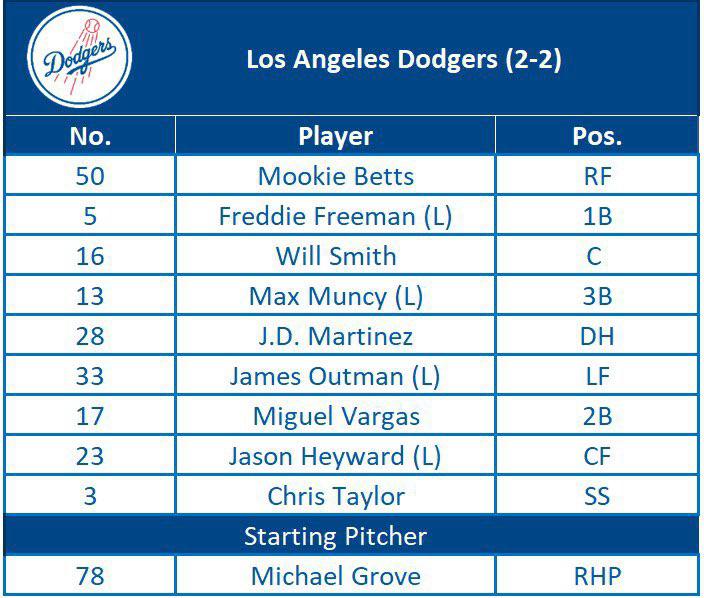 Dodgers
Los Angeles Dodgers (2-2)
No. Player Pos.
50 Mookie Betts RF
5 Freddie Freeman (L) 1B
16 Will Smith C
13 Max Muncy (L) 3B
28 J.D. Martinez DH
33 James Outman (L) LF
17 Miguel Vargas 2B
23 Jason Heyward (L) CF
3 Chris Taylor SS
Starting Pitcher
78 Michael Grove RHP